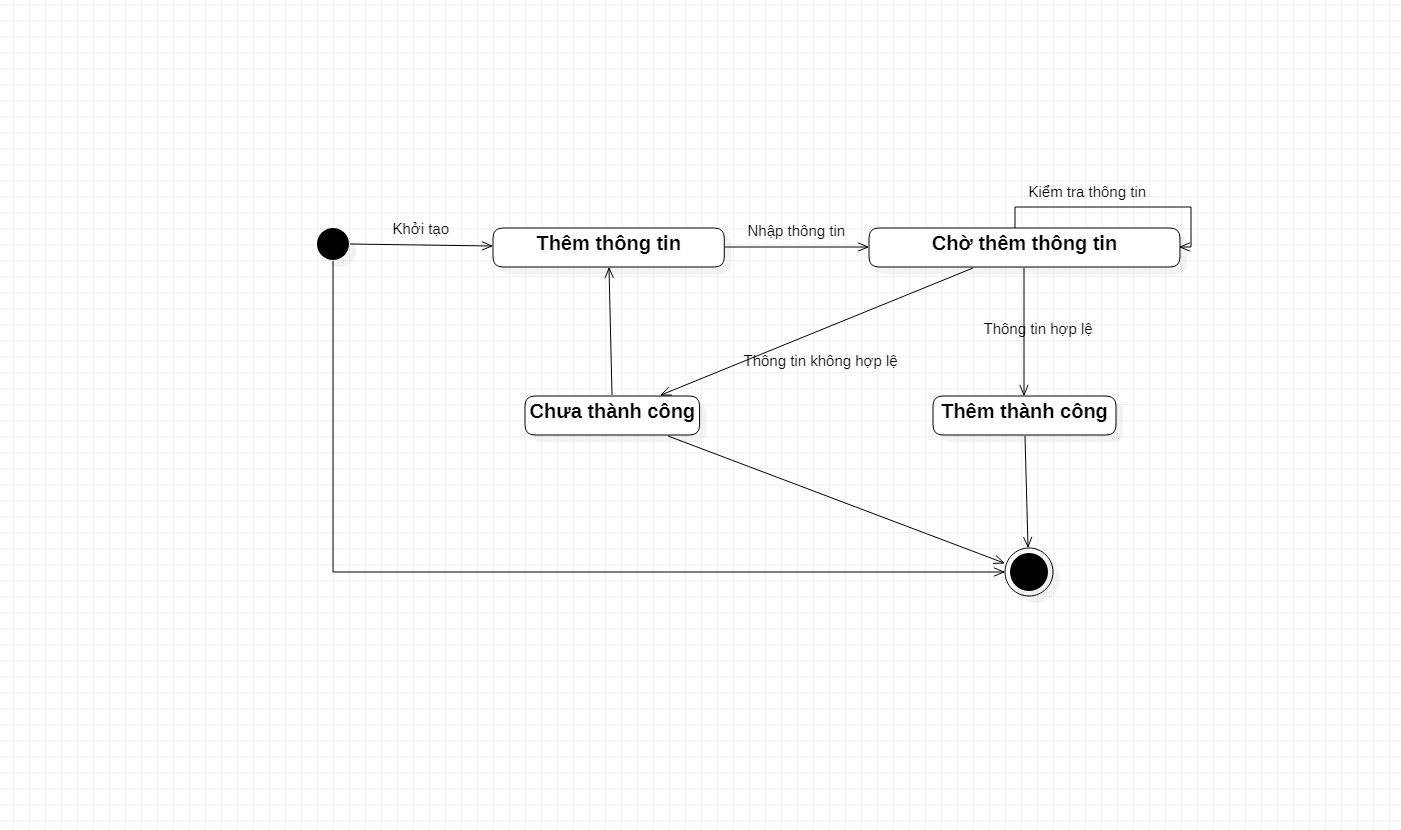 Kiểm tra thông tin
Khởi tạo
Thêm thông tin
Nhập thông tin
Chờ thêm thông tin
Thông tin hợp lệ
Thông tin không hợp lệ
Chưa thành công
Thêm thành công